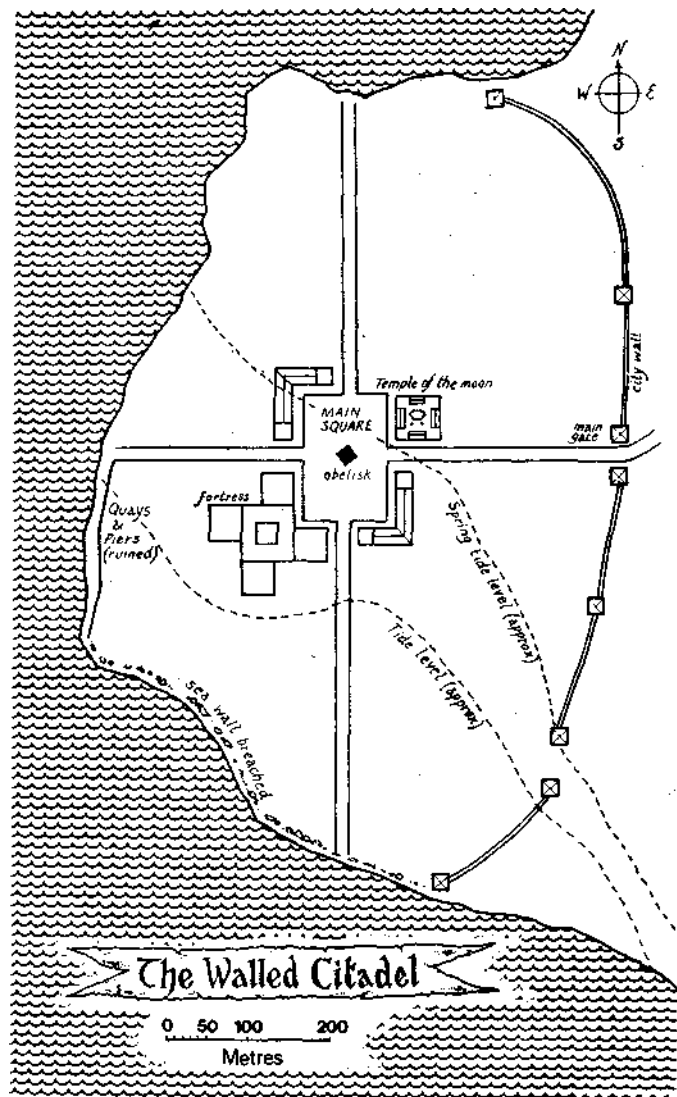 N
W E
S
city wall
Temple of the moon
MAIN
SQUARE
main
gate
obelisk
fortress
Quays
&
Piers
(ruined)
Spring tide level (approx)
Tide level (approx)
sea wall breached
The Walled Citadel
0 50 100 200
Metres